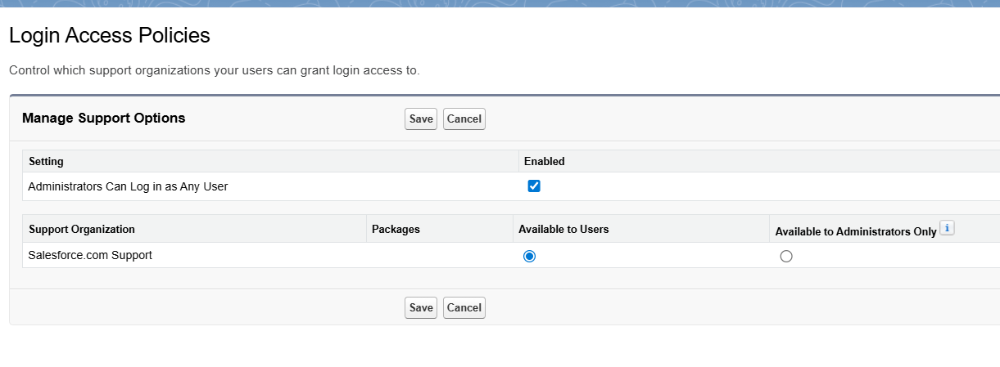 Login Access Policies
Control which support organizations your users can grant login access to.
Manage Support Options Save Cancel
Setting Enabled
Administrators Can Log in as Any User
Support Organization Packages Available to Users Available to Administrators Only i
Salesforce.com Support
Save Cancel